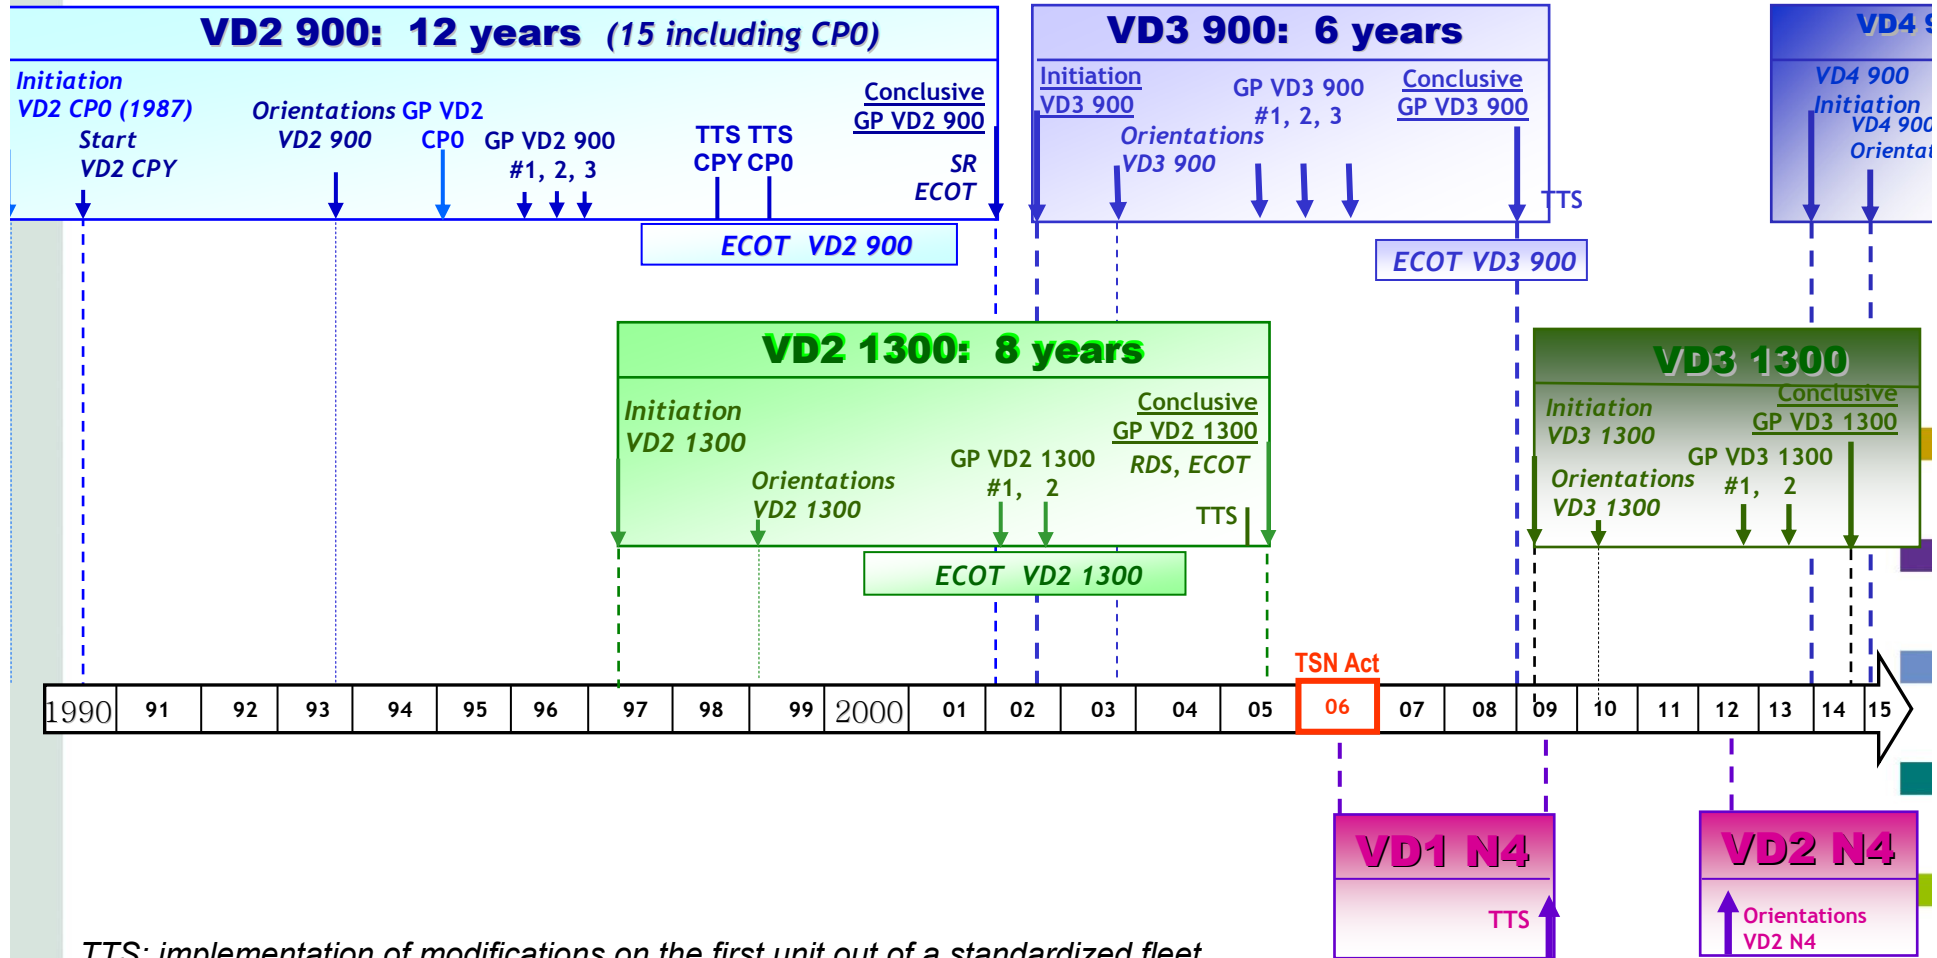 VD2 900: 12 years (15 including CP0)
Initiation
VD2 CP0 (1987)
Start
VD2 CPY
Orientations
VD2 900
GP VD2
CP0
GP VD2 900
#1, 2, 3
TTS TTS
CPY CP0
Conclusive
GP VD2 900
SR
ECOT
ECOT VD2 900
VD3 900: 6 years
Initiation
VD3 900
Orientations
VD3 900
GP VD3 900
#1, 2, 3
Conclusive
GP VD3 900
TTS
ECOT VD3 900
VD4 9
VD4 900
Initiation
VD4 900
Orientat
VD2 1300: 8 years
Initiation
VD2 1300
Orientations
VD2 1300
GP VD2 1300
#1, 2
Conclusive
GP VD2 1300
RDS, ECOT
TTS
ECOT VD2 1300
VD3 1300
Initiation
VD3 1300
Orientations
VD3 1300
Conclusive
GP VD3 1300
GP VD3 1300
#1, 2
TSN Act
1990 91 92 93 94 95 96 97 98 99 2000 01 02 03 04 05 06 07 08 09 10 11 12 13 14 15
VD1 N4
TTS
VD2 N4
Orientations
VD2 N4
TTS: implementation of modifications on the first unit out of a standardized fleet